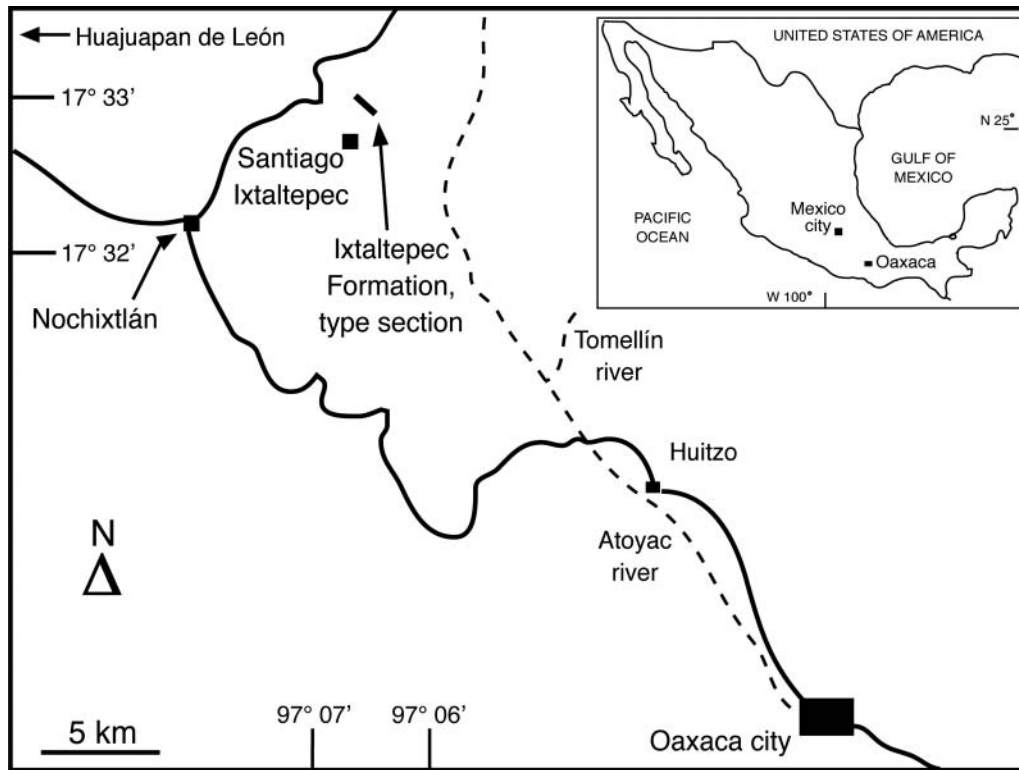 Huajuapan de León
17° 33’
Santiago
Ixtaltepec
17° 32’
Nochixtlán
Ixtaltepec
Formation,
type section
Tomellín
river
Huitzo
Atoyac
river
N
5 km
97° 07’
97° 06’
Oaxaca city
UNITED STATES OF AMERICA
N 25°
GULF OF
MEXICO
Mexico
city
PACIFIC
OCEAN
Oaxaca
W 100°